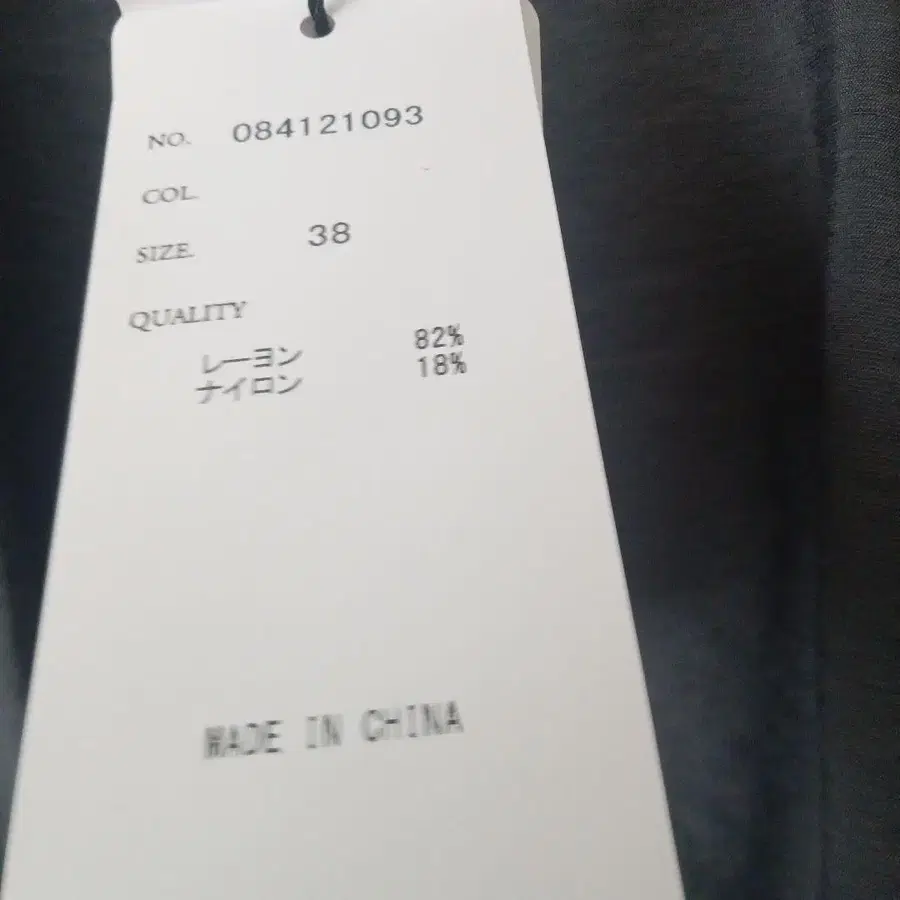 NO. 084121093
COL.
SIZE. 38
QUALITY
レーヨン 82%
ナイロン 18%
MADE IN CHINA